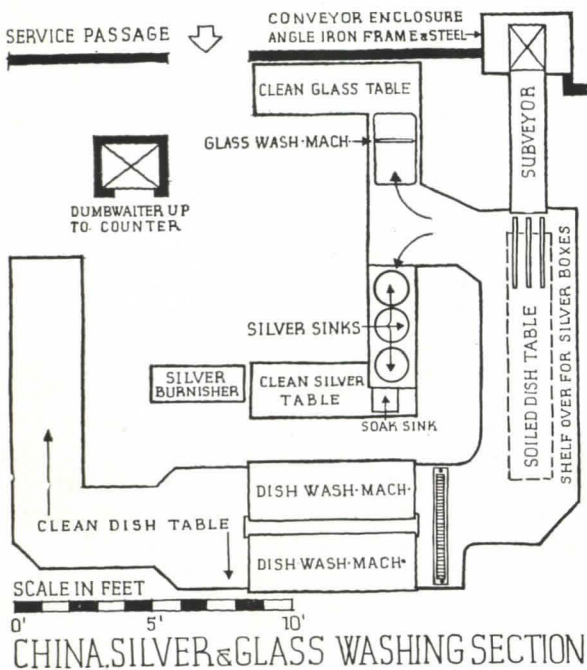 SERVICE PASSAGE
CONVEYOR ENCLOSURE
ANGLE IRON FRAME & STEEL
CLEAN GLASS TABLE
GLASS WASH-MACH
SUBVEYOR
DUMBWAITER UP
TO COUNTER
SILVER SINKS
SILVER
BURNISHER
CLEAN SILVER
TABLE
SOAK SINK
SOILED DISH TABLE
SHELF OVER FOR SILVER BOXES
DISH WASH-MACH.
CLEAN DISH TABLE
DISH WASH-MACH.
SCALE IN FEET
0' 5' 10'
CHINA, SILVER & GLASS WASHING SECTION